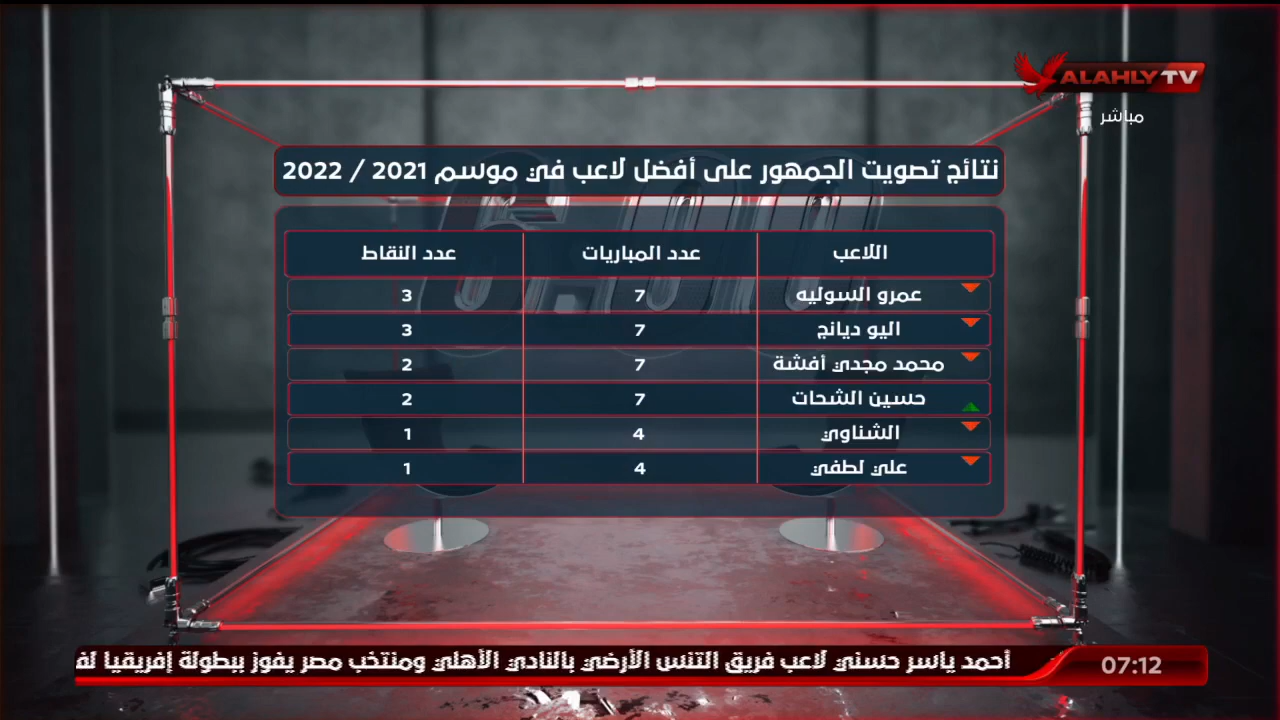 ALAHLY TV
مباشر
نتائج تصويت الجمهور على أفضل لاعب في موسم 2021 / 2022
اللاعب عدد المباريات عدد النقاط
عمرو السوليه 7 3
اليو ديانج 7 3
محمد مجدي أفشة 7 2
حسين الشحات 7 2
الشناوي 4 1
علي لطفي 4 1
07:12
أحمد ياسر حسني لاعب فريق التنس الأرضي بالنادي الأهلي ومنتخب مصر يفوز ببطولة إفريقيا لف